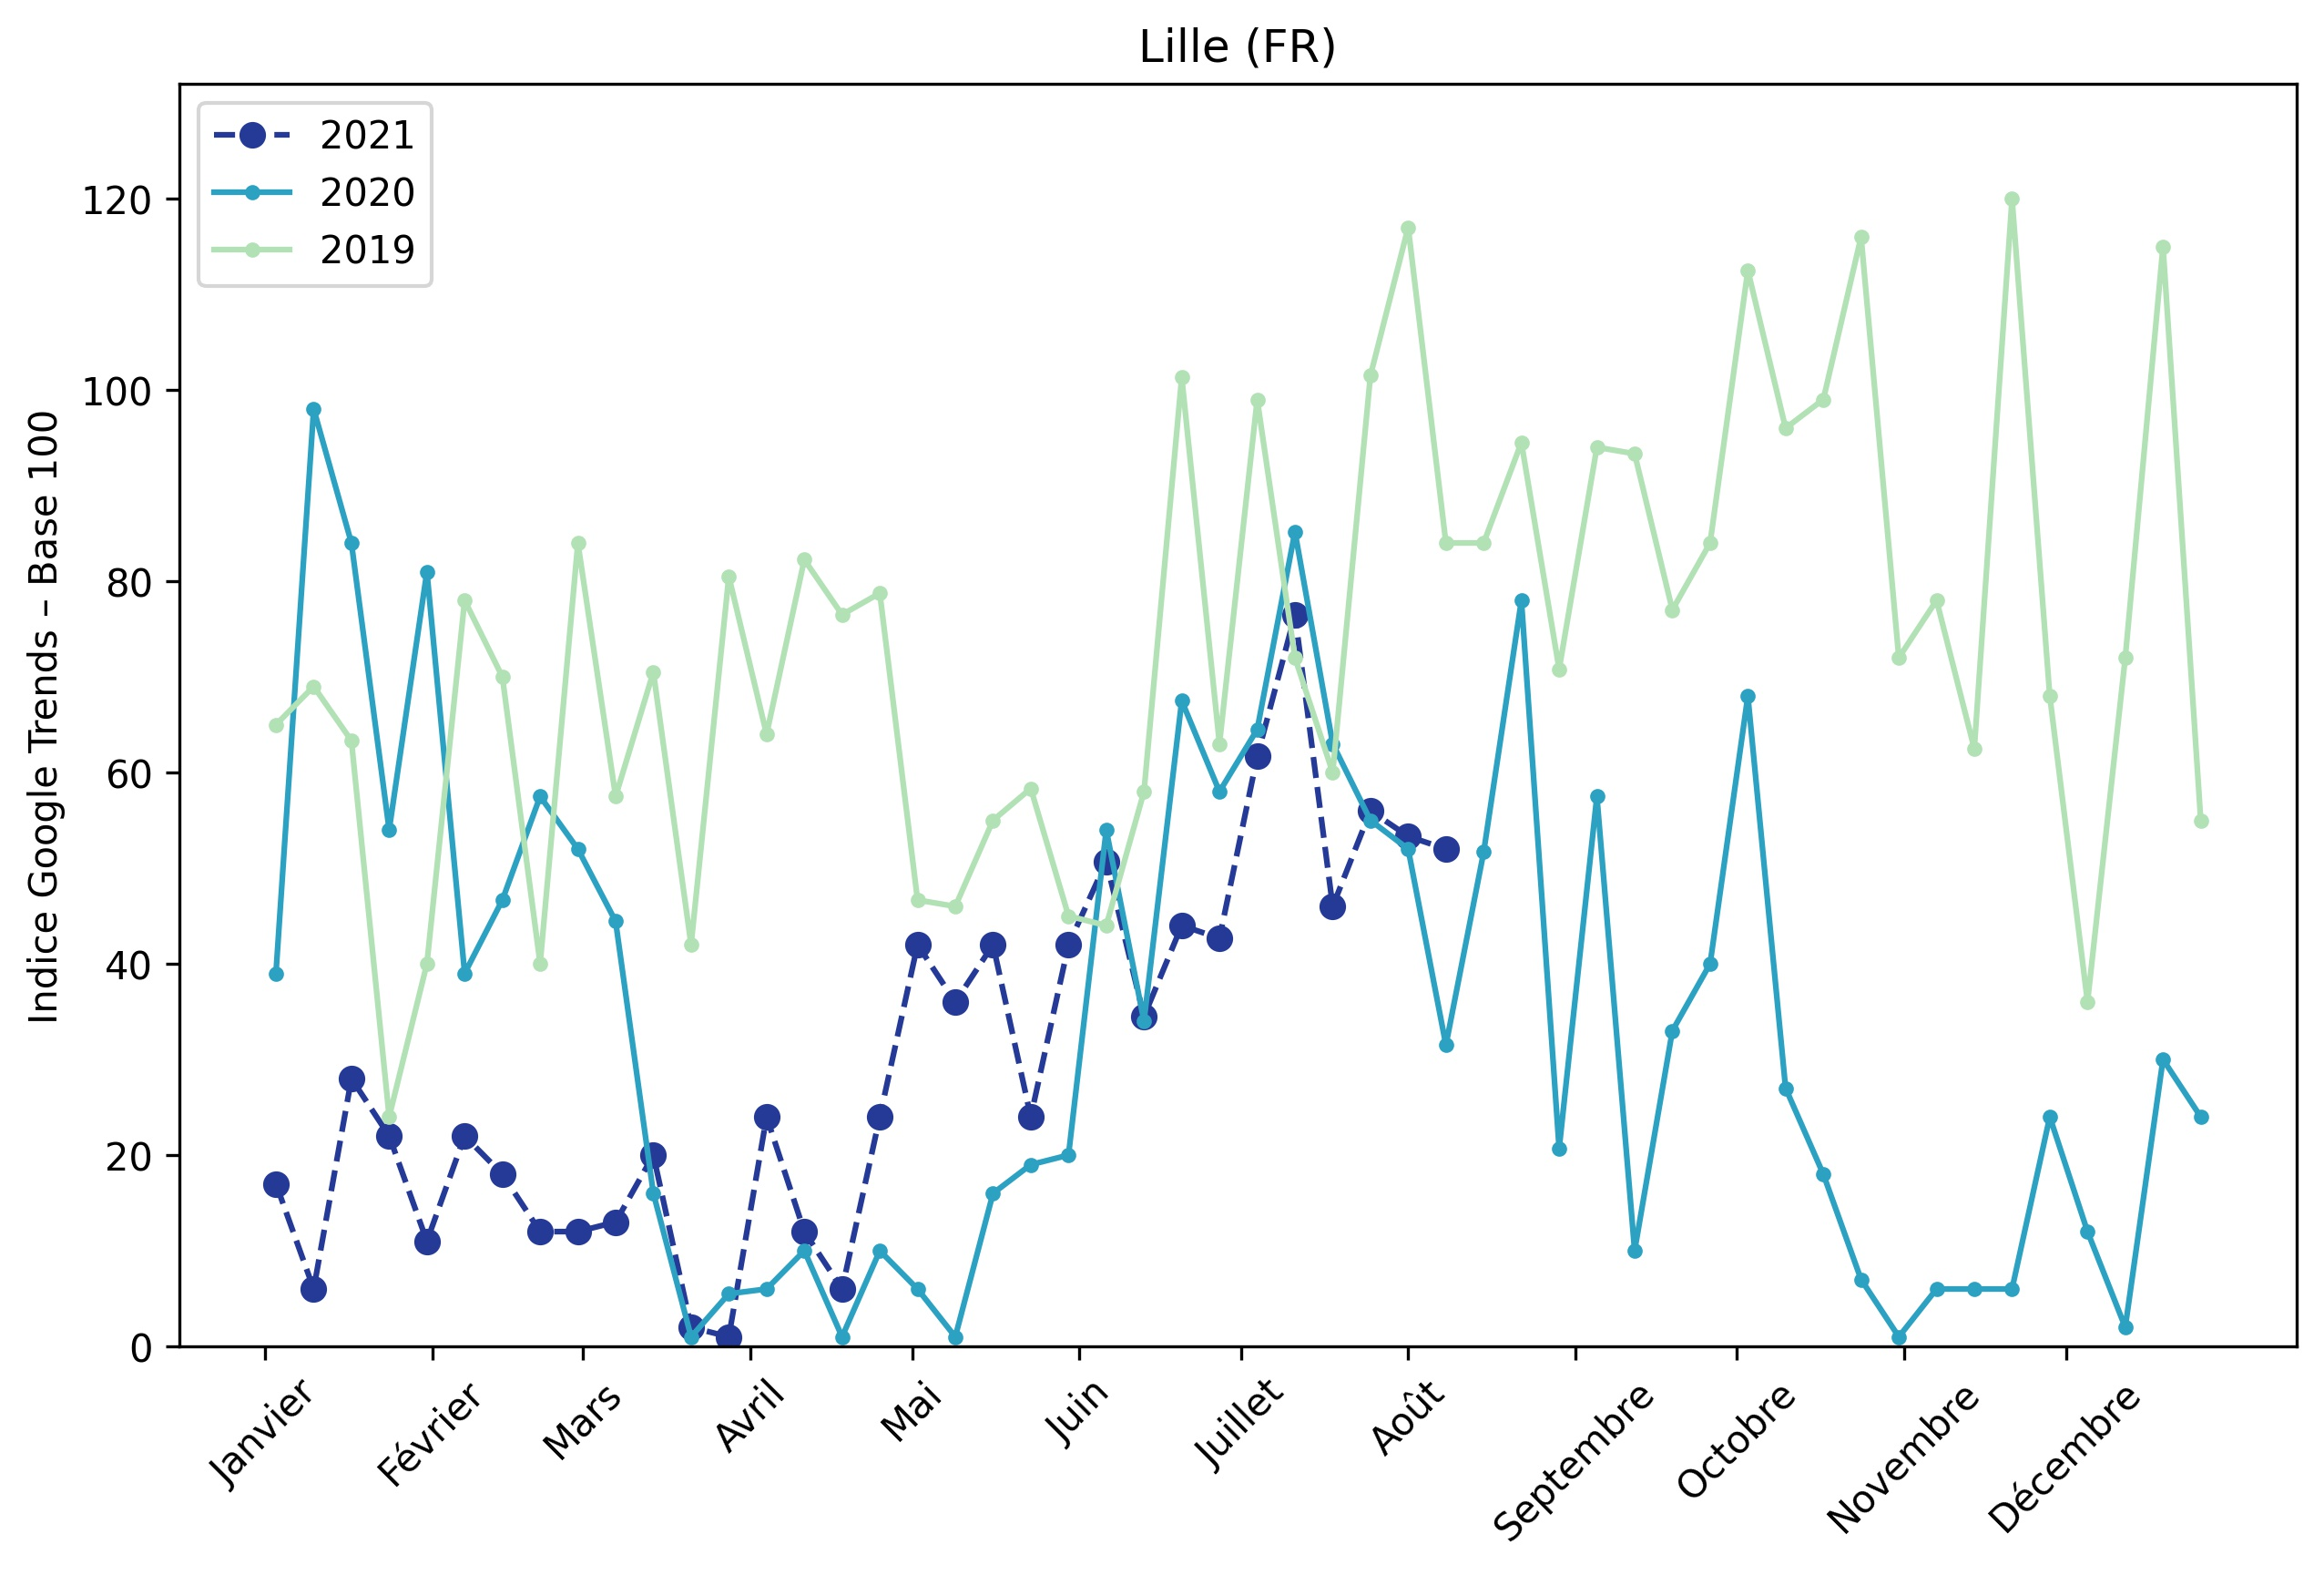 Lille (FR)
2021
2020
2019
Indice Google Trends – Base 100
120
100
80
60
40
20
0
Janvier
Février
Mars
Avril
Mai
Juin
Juillet
Août
Septembre
Octobre
Novembre
Décembre